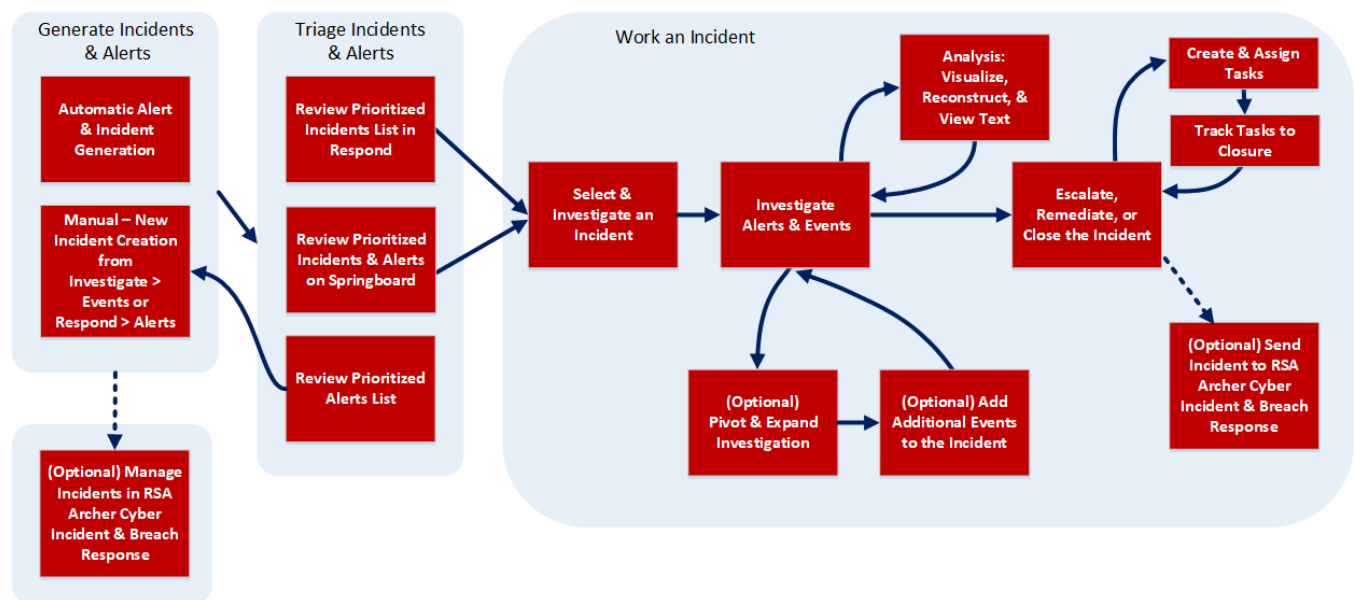 Generate Incidents
& Alerts
Automatic Alert
& Incident
Generation
Manual – New
Incident Creation
from
Investigate >
Events or
Respond > Alerts
(Optional) Manage
Incidents in RSA
Archer Cyber
Incident & Breach
Response
Triage Incidents
& Alerts
Review Prioritized
Incidents List in
Respond
Review Prioritized
Incidents & Alerts
on Springboard
Review Prioritized
Alerts List
Work an Incident
Select &
Investigate an
Incident
Investigate
Alerts & Events
Analysis:
Visualize,
Reconstruct, &
View Text
(Optional)
Pivot & Expand
Investigation
(Optional) Add
Additional Events
to the Incident
Escalate,
Remediate, or
Close the Incident
Create & Assign
Tasks
Track Tasks to
Closure
(Optional) Send
Incident to RSA
Archer Cyber
Incident & Breach
Response